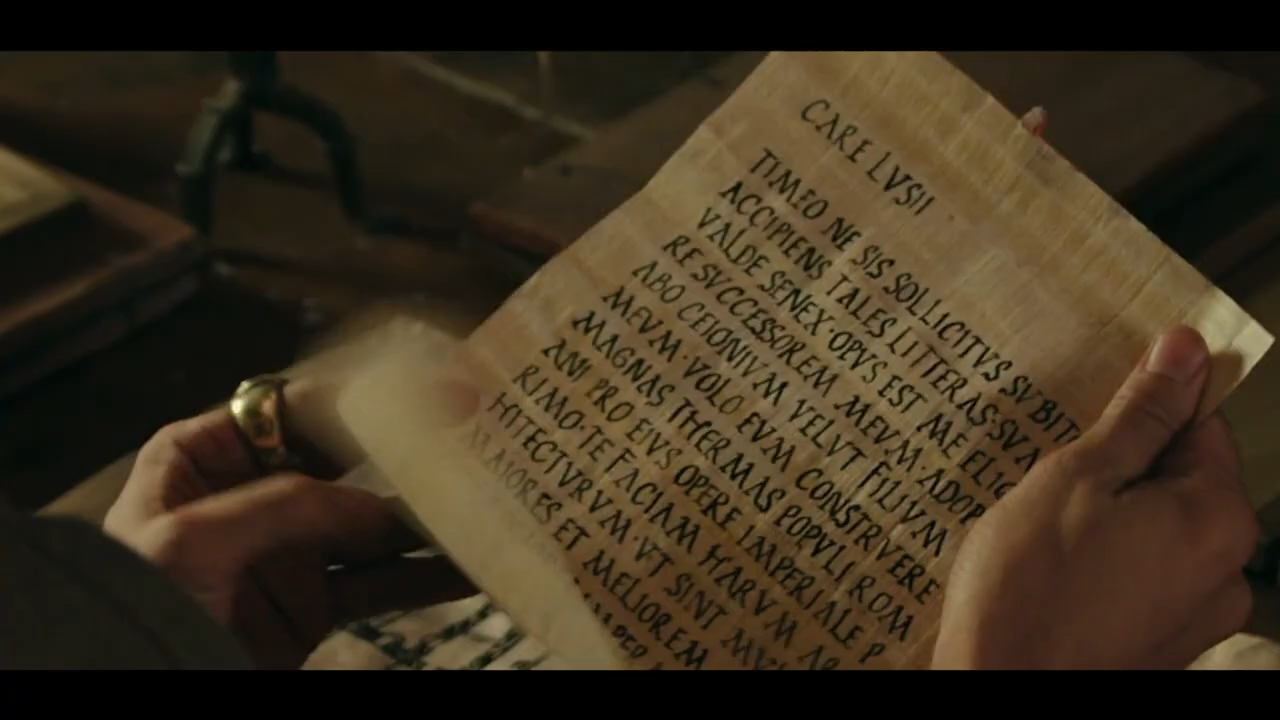 CARE LVSII
TIMEO NE SIS SOLLICITVS SVBITO
ACCIPIENS TALES LITTERAS·SVM
VALDE SENEX·OPVS EST ME ELIG
RE SVCCESSOREM MEVM·ADOP
ABO CEIONIVM VELVT FILIVM
MEVM·VOLO EVM CONSTRVERE
MAGNAS THERMAS POPVLI ROM
ANI PRO EIVS OPERE IMPERIALE P
RIMO·TE FACIAM HARVM AR
HITECTVRVM·VT SINT
MAIORES ET MELIOREM